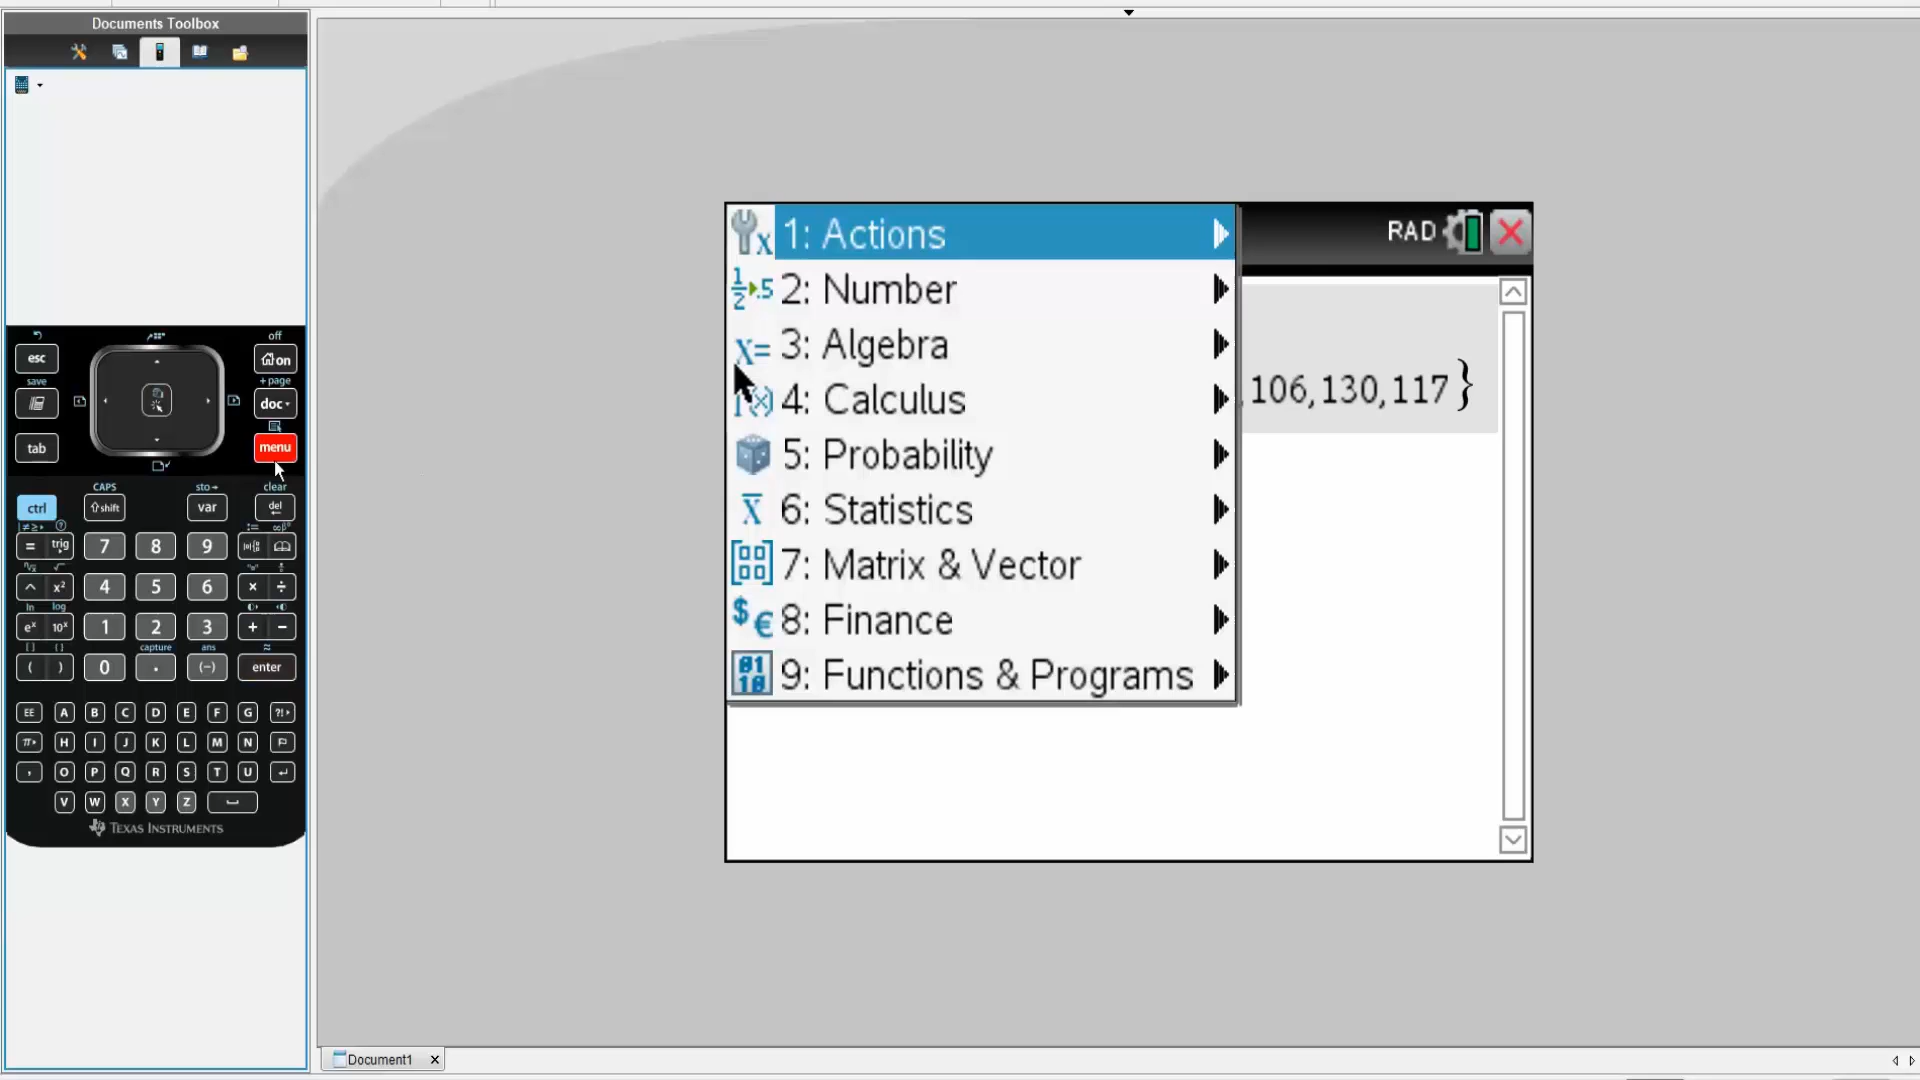 Documents Toolbox
1: Actions
2: Number
3: Algebra
4: Calculus
5: Probability
6: Statistics
7: Matrix & Vector
8: Finance
9: Functions & Programs
RAD
106,130,117}
off
esc
on
save
+ page
doc
tab
menu
CAPS
sto→
clear
ctrl
shift
var
del
= trig 7 8 9
^ x² 4 5 6 × ÷
ln log
eˣ 10ˣ 1 2 3 + −
[ ] { } capture ans ≈
( ) 0 . (−) enter
EE A B C D E F G ?!▸
π▸ H I J K L M N
, O P Q R S T U
V W X Y Z
TEXAS INSTRUMENTS
Document1